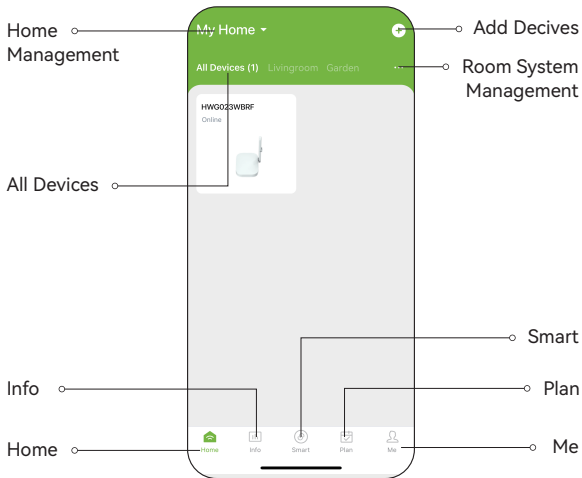 Home
Management
My Home
Add Decives
All Devices (1) Livingroom Garden
Room System
Management
HWG023WBRF
Online
All Devices
Smart
Info
Plan
Home
Me
Home Info Smart Plan Me